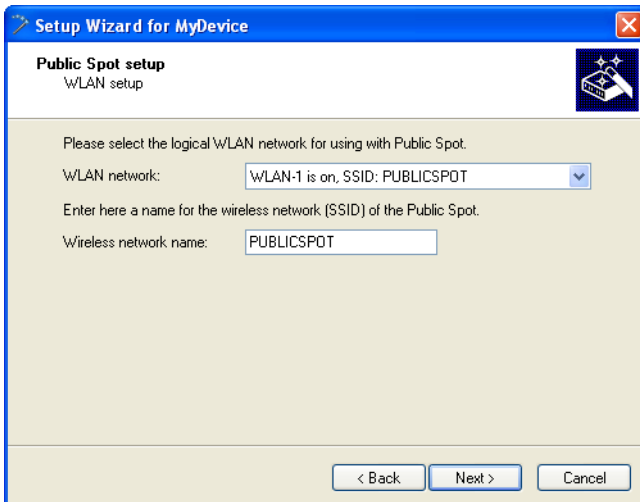 Setup Wizard for MyDevice
Public Spot setup
WLAN setup
Please select the logical WLAN network for using with Public Spot.
WLAN network: WLAN-1 is on, SSID: PUBLICSPOT
Enter here a name for the wireless network (SSID) of the Public Spot.
Wireless network name: PUBLICSPOT
< Back Next > Cancel